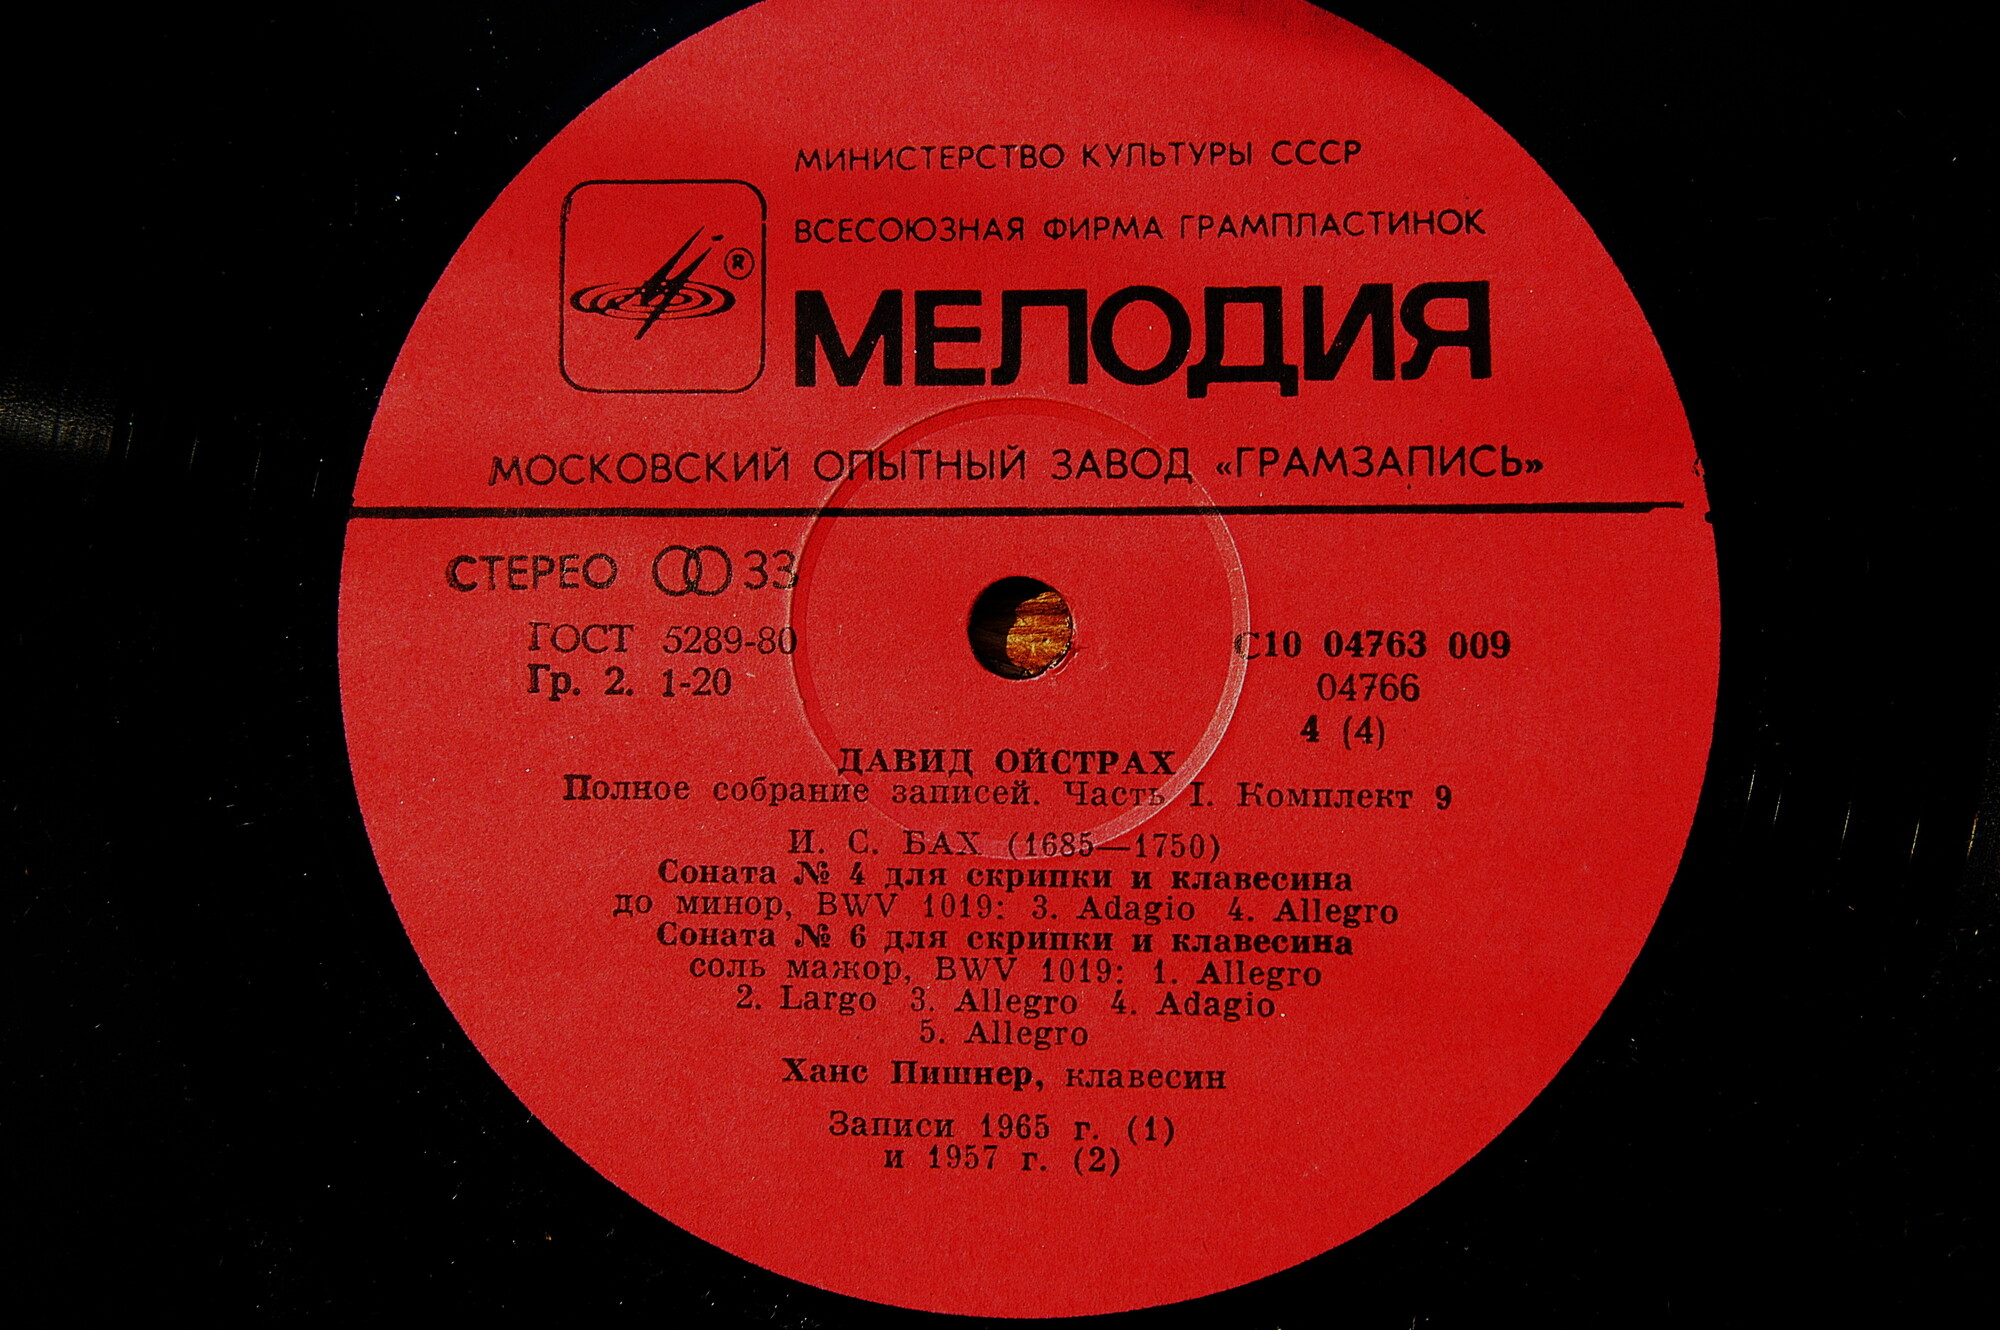 МИНИСТЕРСТВО КУЛЬТУРЫ СССР
ВСЕСОЮЗНАЯ ФИРМА ГРАМПЛАСТИНОК
®
МЕЛОДИЯ
МОСКОВСКИЙ ОПЫТНЫЙ ЗАВОД «ГРАМЗАПИСЬ»
СТЕРЕО 33
ГОСТ 5289-80
Гр. 2. 1-20
С10 04763 009
04766
4 (4)
ДАВИД ОЙСТРАХ
Полное собрание записей. Часть I. Комплект 9
И. С. БАХ (1685—1750)
Соната № 4 для скрипки и клавесина
до минор, BWV 1019: 3. Adagio 4. Allegro
Соната № 6 для скрипки и клавесина
соль мажор, BWV 1019: 1. Allegro
2. Largo 3. Allegro 4. Adagio
5. Allegro
Ханс Пишнер, клавесин
Записи 1965 г. (1)
и 1957 г. (2)